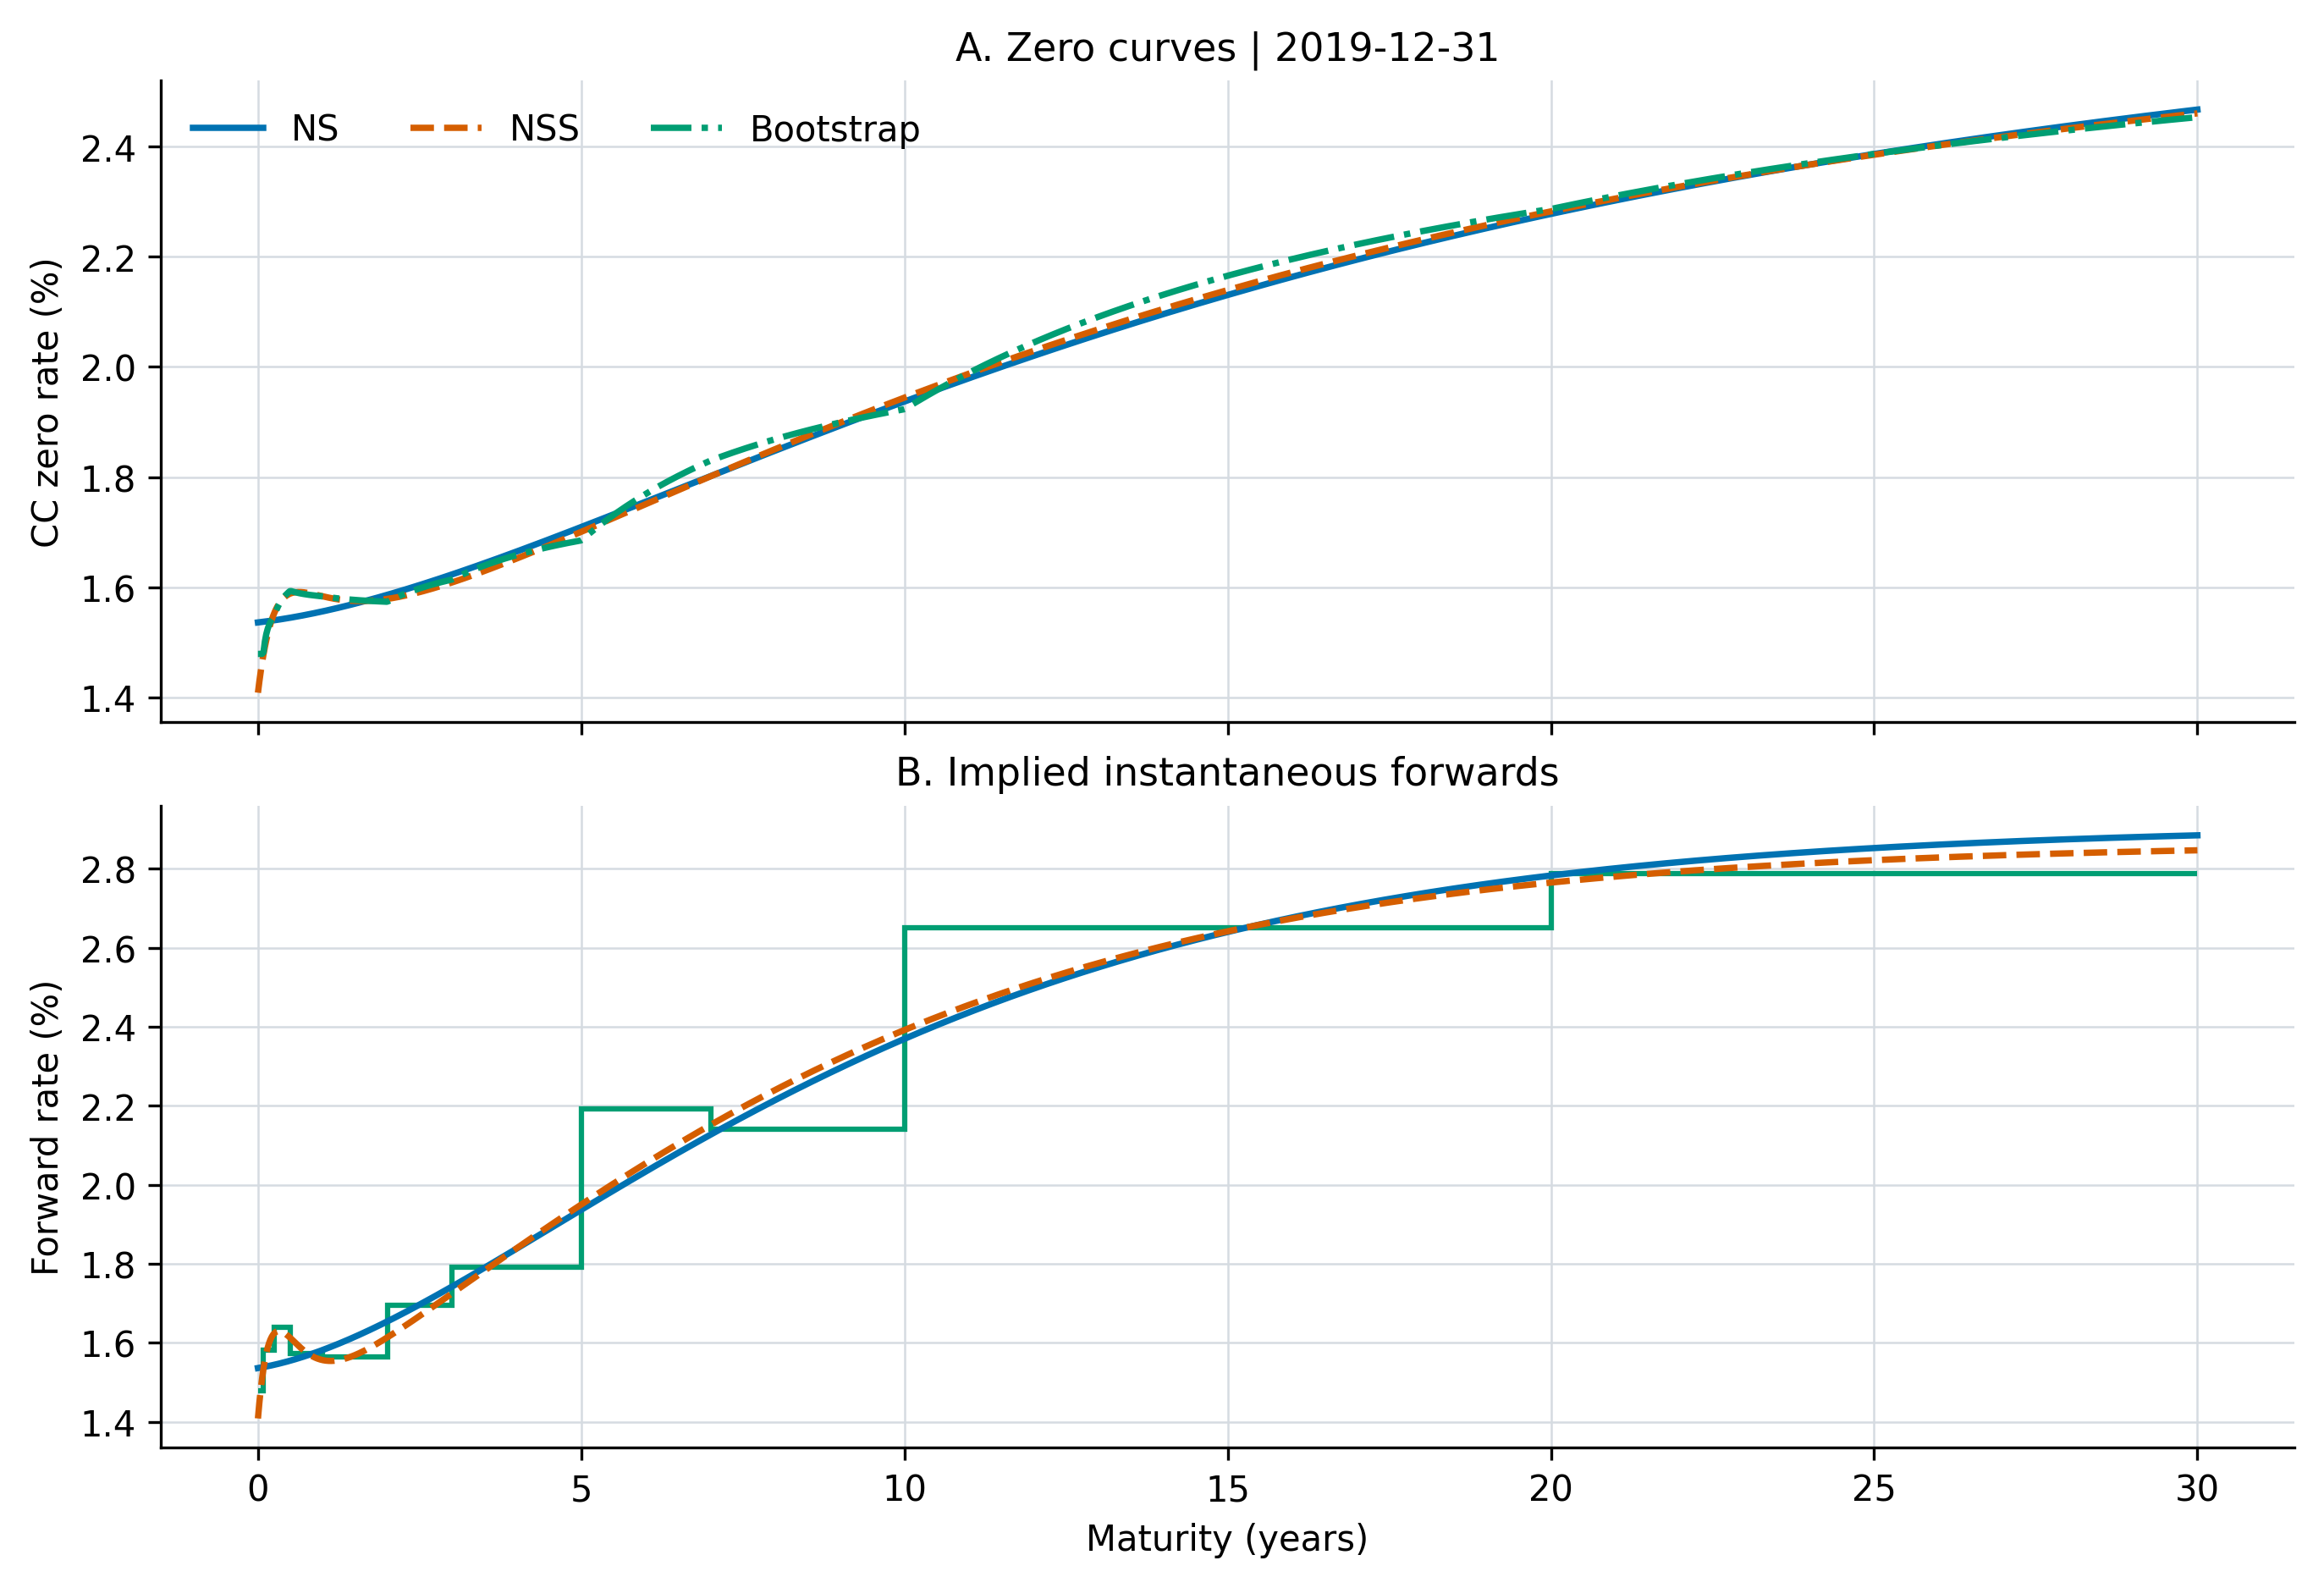 A. Zero curves | 2019-12-31
NS NSS Bootstrap
CC zero rate (%)
2.4
2.2
2.0
1.8
1.6
1.4
B. Implied instantaneous forwards
Forward rate (%)
2.8
2.6
2.4
2.2
2.0
1.8
1.6
1.4
0 5 10 15 20 25 30
Maturity (years)